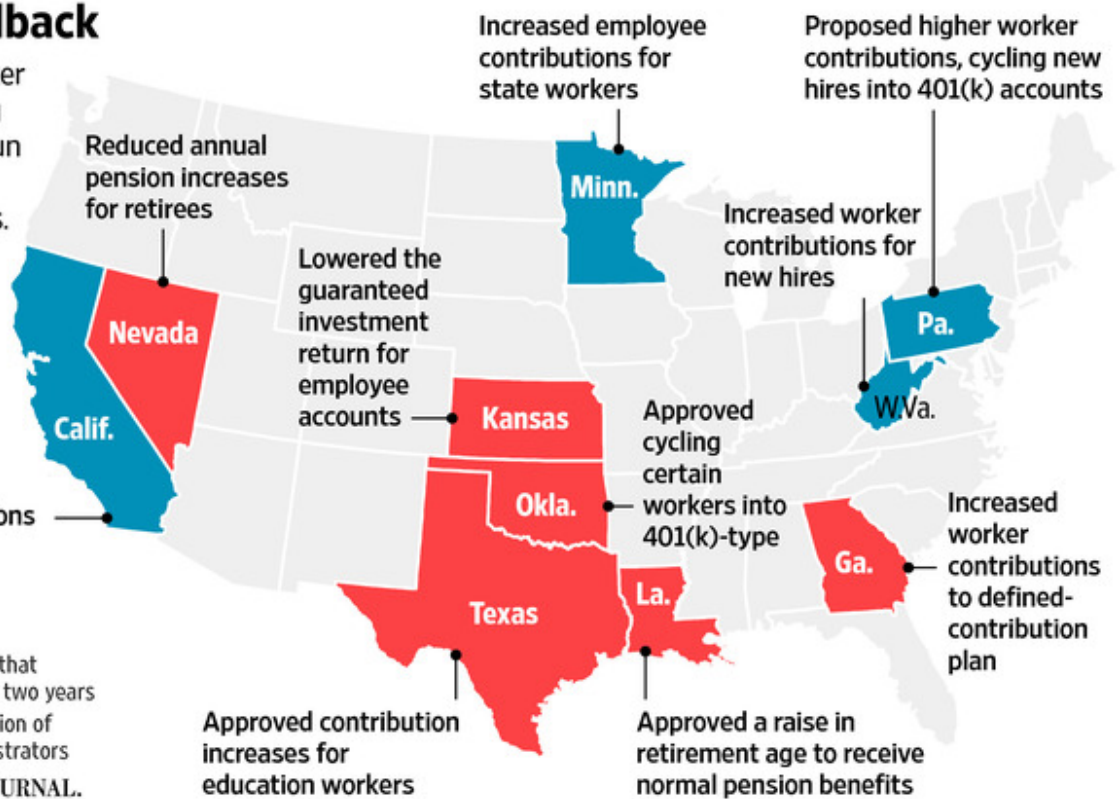 lback
er
un
s.
Increased employee
contributions for
state workers
Proposed higher worker
contributions, cycling new
hires into 401(k) accounts
Reduced annual
pension increases
for retirees
Minn.
Increased worker
contributions for
new hires
Lowered the
guaranteed
investment
return for
employee
accounts
Nevada
Pa.
W.Va.
Calif.
Kansas
Approved
cycling
certain
workers into
401(k)-type
Okla.
ons
Increased
worker
contributions
to defined-
contribution
plan
Ga.
La.
Texas
that
two years
ion of
strators
URNAL.
Approved contribution
increases for
education workers
Approved a raise in
retirement age to receive
normal pension benefits